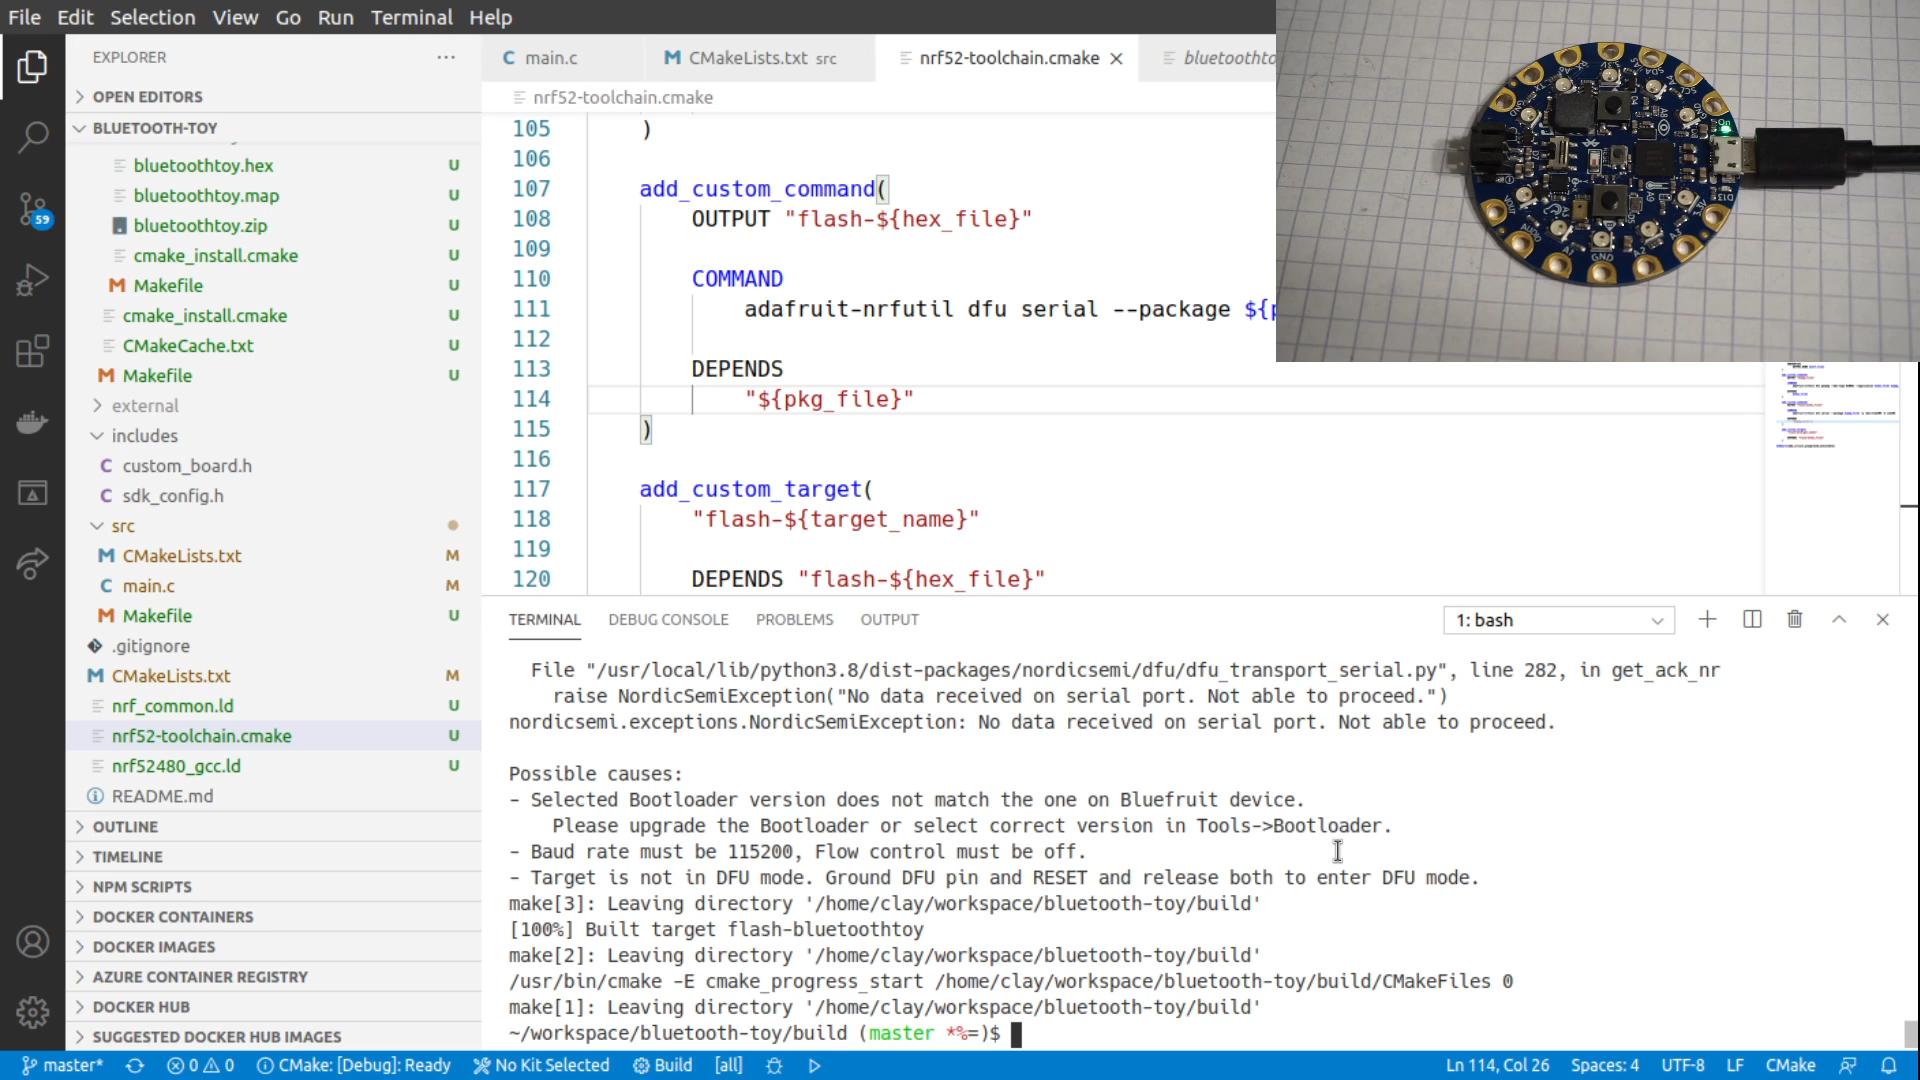 File Edit Selection View Go Run Terminal Help
EXPLORER ···
main.c
CMakeLists.txt src
nrf52-toolchain.cmake
OPEN EDITORS
nrf52-toolchain.cmake
BLUETOOTH-TOY
bluetoothtoy.hex U
bluetoothtoy.map U
bluetoothtoy.zip U
cmake_install.cmake U
M Makefile U
cmake_install.cmake U
CMakeCache.txt U
M Makefile U
external
includes
C custom_board.h
C sdk_config.h
src
M CMakeLists.txt M
C main.c M
M Makefile U
.gitignore
M CMakeLists.txt M
nrf_common.ld U
nrf52-toolchain.cmake U
nrf52480_gcc.ld U
README.md
OUTLINE
TIMELINE
NPM SCRIPTS
DOCKER CONTAINERS
DOCKER IMAGES
AZURE CONTAINER REGISTRY
DOCKER HUB
SUGGESTED DOCKER HUB IMAGES
59
105 )
106
107 add_custom_command(
108 OUTPUT "flash-${hex_file}"
109
110 COMMAND
111 adafruit-nrfutil dfu serial --package ${
112
113 DEPENDS
114 "${pkg_file}"
115 )
116
117 add_custom_target(
118 "flash-${target_name}"
119
120 DEPENDS "flash-${hex_file}"
TERMINAL DEBUG CONSOLE PROBLEMS OUTPUT 1: bash
File "/usr/local/lib/python3.8/dist-packages/nordicsemi/dfu/dfu_transport_serial.py", line 282, in get_ack_nr
raise NordicSemiException("No data received on serial port. Not able to proceed.")
nordicsemi.exceptions.NordicSemiException: No data received on serial port. Not able to proceed.
Possible causes:
- Selected Bootloader version does not match the one on Bluefruit device.
Please upgrade the Bootloader or select correct version in Tools->Bootloader.
- Baud rate must be 115200, Flow control must be off.
- Target is not in DFU mode. Ground DFU pin and RESET and release both to enter DFU mode.
make[3]: Leaving directory '/home/clay/workspace/bluetooth-toy/build'
[100%] Built target flash-bluetoothtoy
make[2]: Leaving directory '/home/clay/workspace/bluetooth-toy/build'
/usr/bin/cmake -E cmake_progress_start /home/clay/workspace/bluetooth-toy/build/CMakeFiles 0
make[1]: Leaving directory '/home/clay/workspace/bluetooth-toy/build'
~/workspace/bluetooth-toy/build (master *%=)$
master* 0 0 CMake: [Debug]: Ready No Kit Selected Build [all] Ln 114, Col 26 Spaces: 4 UTF-8 LF CMake